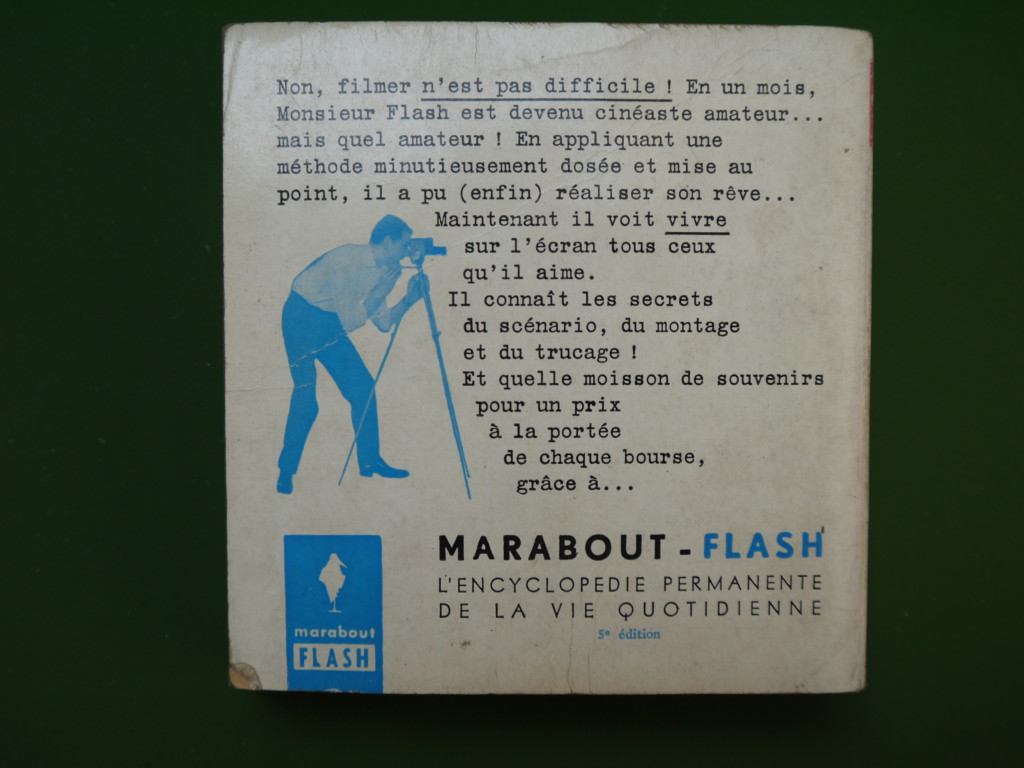 Non, filmer n'est pas difficile ! En un mois,
Monsieur Flash est devenu cinéaste amateur...
mais quel amateur ! En appliquant une
méthode minutieusement dosée et mise au
point, il a pu (enfin) réaliser son rêve...
Maintenant il voit vivre
sur l'écran tous ceux
qu'il aime.
Il connaît les secrets
du scénario, du montage
et du trucage !
Et quelle moisson de souvenirs
pour un prix
à la portée
de chaque bourse,
grâce à...
MARABOUT - FLASH
L'ENCYCLOPEDIE PERMANENTE
DE LA VIE QUOTIDIENNE
5e édition
marabout
FLASH